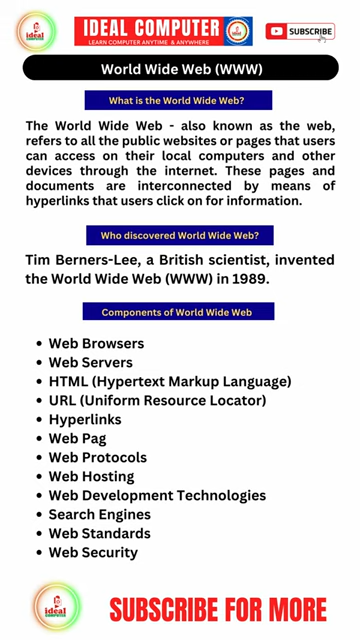 ideal
COMPUTER
IDEAL COMPUTER
LEARN COMPUTER ANYTIME & ANYWHERE
SUBSCRIBE
World Wide Web (WWW)
What is the World Wide Web?
The World Wide Web - also known as the web,
refers to all the public websites or pages that users
can access on their local computers and other
devices through the internet. These pages and
documents are interconnected by means of
hyperlinks that users click on for information.
Who discovered World Wide Web?
Tim Berners-Lee, a British scientist, invented
the World Wide Web (WWW) in 1989.
Components of World Wide Web
• Web Browsers
• Web Servers
• HTML (Hypertext Markup Language)
• URL (Uniform Resource Locator)
• Hyperlinks
• Web Pag
• Web Protocols
• Web Hosting
• Web Development Technologies
• Search Engines
• Web Standards
• Web Security
ideal
COMPUTER
SUBSCRIBE FOR MORE